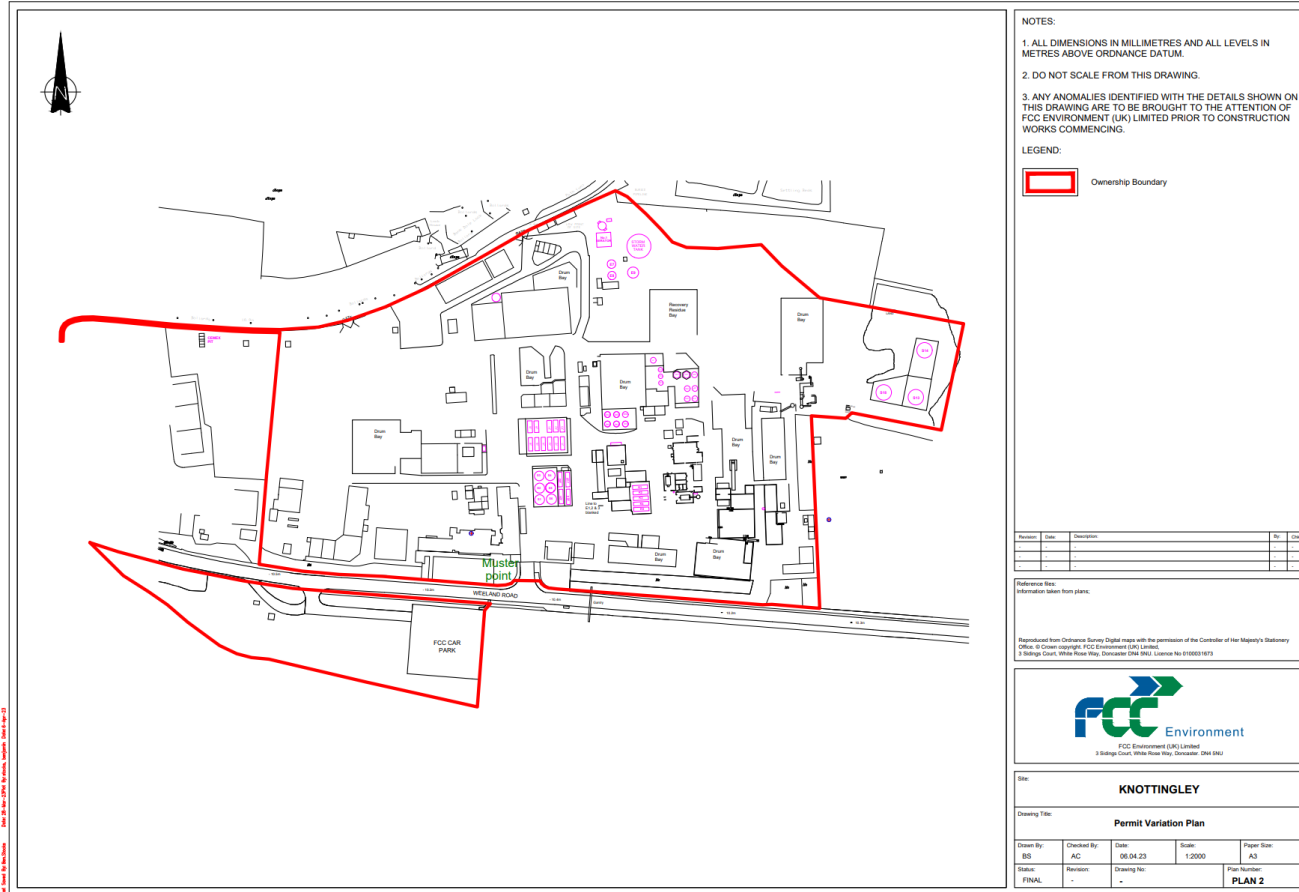 N
STORM
WATER
TANK
Drum
Bay
Recovery
Residue
Bay
Drum
Bay
Drum
Bay
Drum
Bay
Drum
Bay
Drum
Bay
Drum
Bay
Drum
Bay
Drum
Bay
Muster
point
WEELAND ROAD
FCC CAR
PARK
NOTES:
1. ALL DIMENSIONS IN MILLIMETRES AND ALL LEVELS IN
METRES ABOVE ORDNANCE DATUM.
2. DO NOT SCALE FROM THIS DRAWING.
3. ANY ANOMALIES IDENTIFIED WITH THE DETAILS SHOWN ON
THIS DRAWING ARE TO BE BROUGHT TO THE ATTENTION OF
FCC ENVIRONMENT (UK) LIMITED PRIOR TO CONSTRUCTION
WORKS COMMENCING.
LEGEND:
Ownership Boundary
Revision: Date: Description: By: Chk
Reference files:
Information taken from plans;
Reproduced from Ordnance Survey Digital maps with the permission of the Controller of Her Majesty's Stationery
Office. © Crown copyright. FCC Environment (UK) Limited,
3 Sidings Court, White Rose Way, Doncaster DN4 5NU. Licence No 0100031673
FCC Environment
FCC Environment (UK) Limited
3 Sidings Court, White Rose Way, Doncaster. DN4 5NU
Site:
KNOTTINGLEY
Drawing Title:
Permit Variation Plan
Drawn By: Checked By: Date: Scale: Paper Size:
BS AC 06.04.23 1:2000 A3
Status: Revision: Drawing No: Plan Number:
FINAL - - PLAN 2